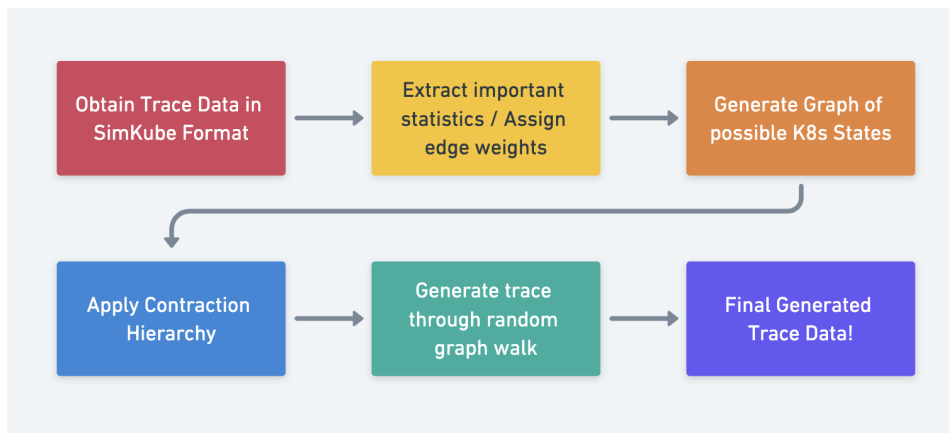 Obtain Trace Data in
SimKube Format
Extract important
statistics / Assign
edge weights
Generate Graph of
possible K8s States
Apply Contraction
Hierarchy
Generate trace
through random
graph walk
Final Generated
Trace Data!